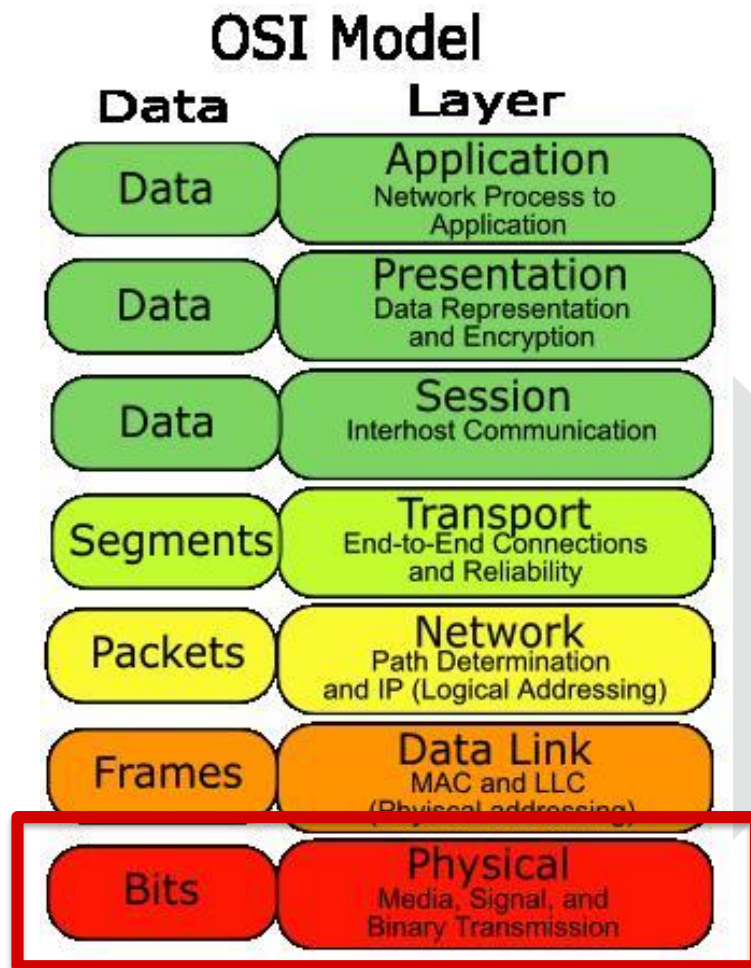 OSI Model
Data Layer
Data
Application
Network Process to
Application
Data
Presentation
Data Representation
and Encryption
Data
Session
Interhost Communication
Segments
Transport
End-to-End Connections
and Reliability
Packets
Network
Path Determination
and IP (Logical Addressing)
Frames
Data Link
MAC and LLC
(Phyiscal addressing)
Bits
Physical
Media, Signal, and
Binary Transmission